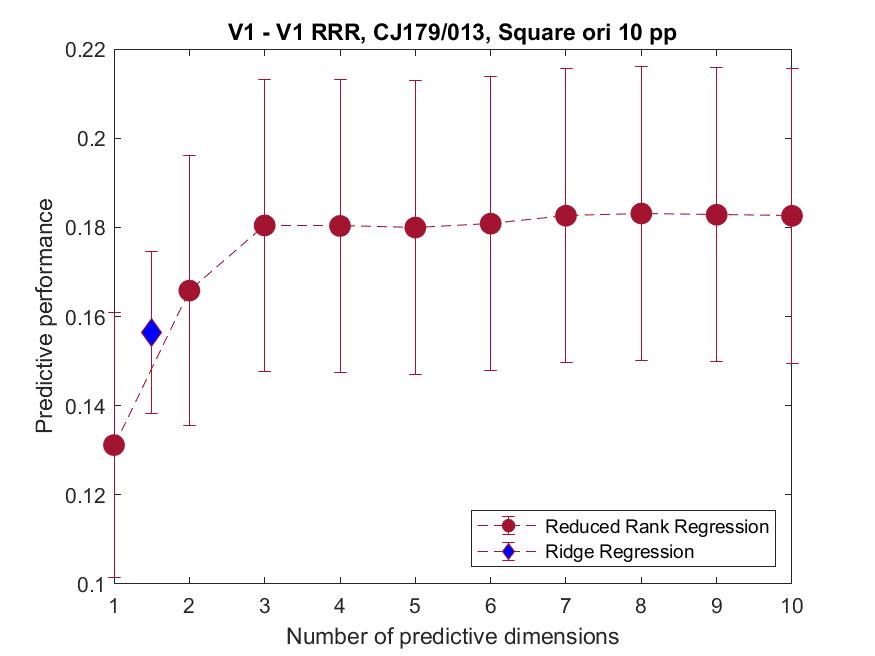 V1 - V1 RRR, CJ179/013, Square ori 10 pp
0.22
0.2
0.18
0.16
0.14
0.12
0.1
Predictive performance
1 2 3 4 5 6 7 8 9 10
Number of predictive dimensions
Reduced Rank Regression
Ridge Regression